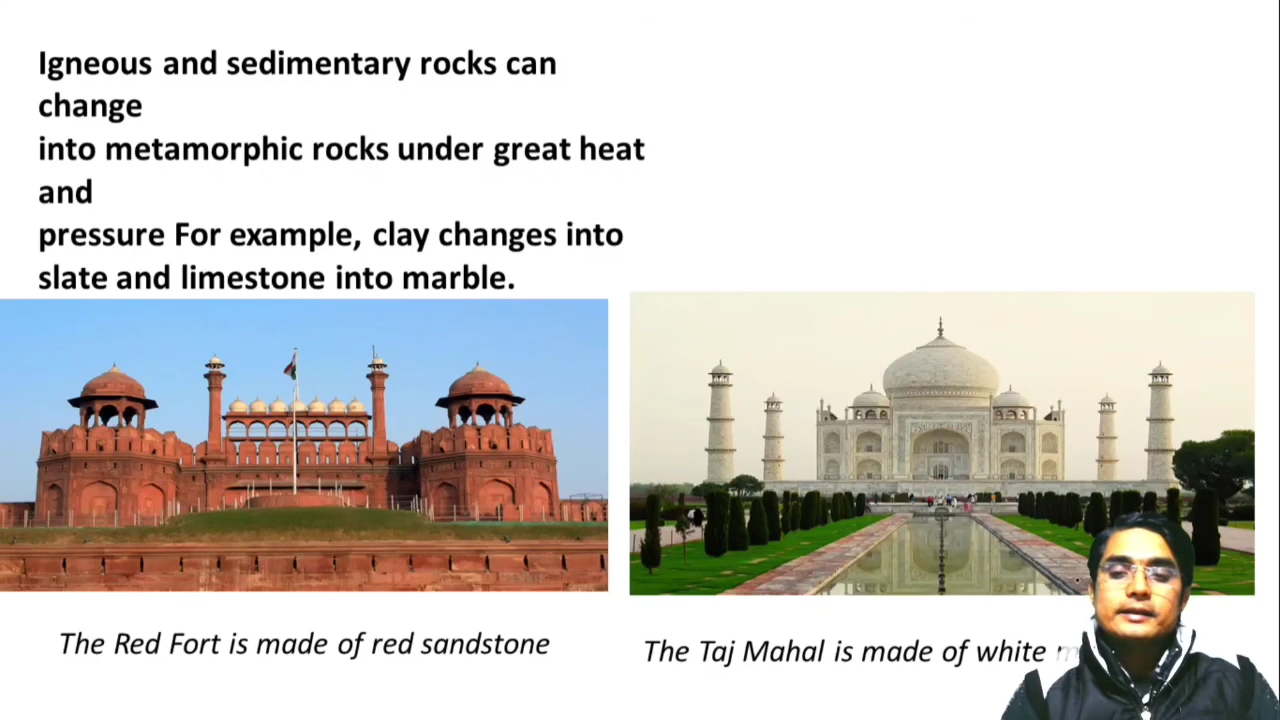 Igneous and sedimentary rocks can
change
into metamorphic rocks under great heat
and
pressure For example, clay changes into
slate and limestone into marble.
The Red Fort is made of red sandstone
The Taj Mahal is made of white